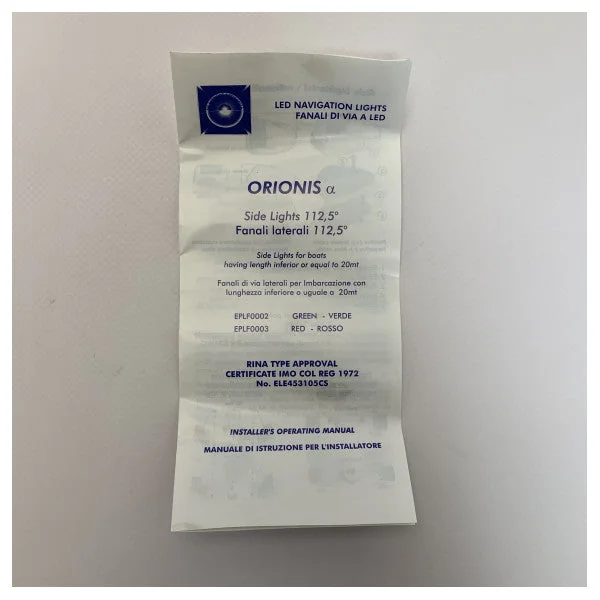 LED NAVIGATION LIGHTS
FANALI DI VIA A LED
ORIONIS α
Side Lights 112,5°
Fanali laterali 112,5°
Side Lights for boats
having length inferior or equal to 20mt
Fanali di via laterali per Imbarcazione con
lunghezza inferiore o uguale a 20mt
EPLF0002 GREEN - VERDE
EPLF0003 RED - ROSSO
RINA TYPE APPROVAL
CERTIFICATE IMO COL REG 1972
No. ELE453105CS
INSTALLER'S OPERATING MANUAL
MANUALE DI ISTRUZIONE PER L'INSTALLATORE